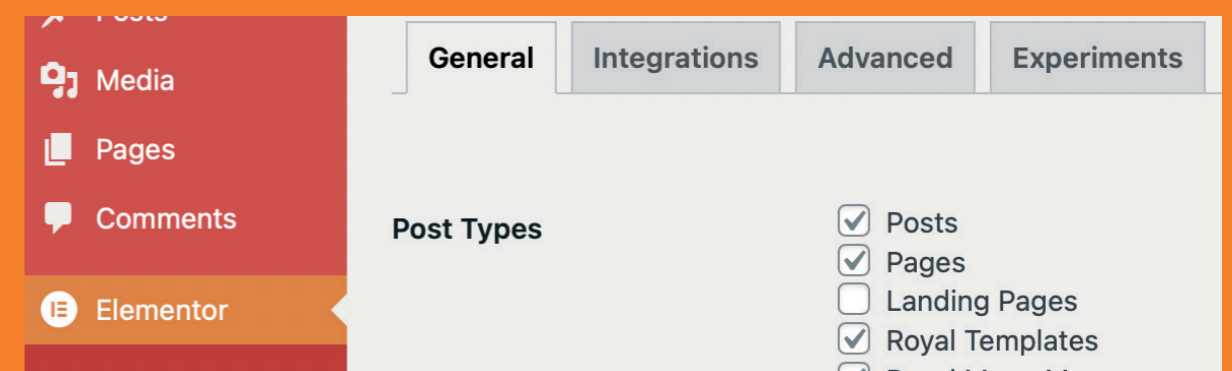 Posts
Media
Pages
Comments
Elementor
General
Integrations
Advanced
Experiments
Post Types
Posts
Pages
Landing Pages
Royal Templates